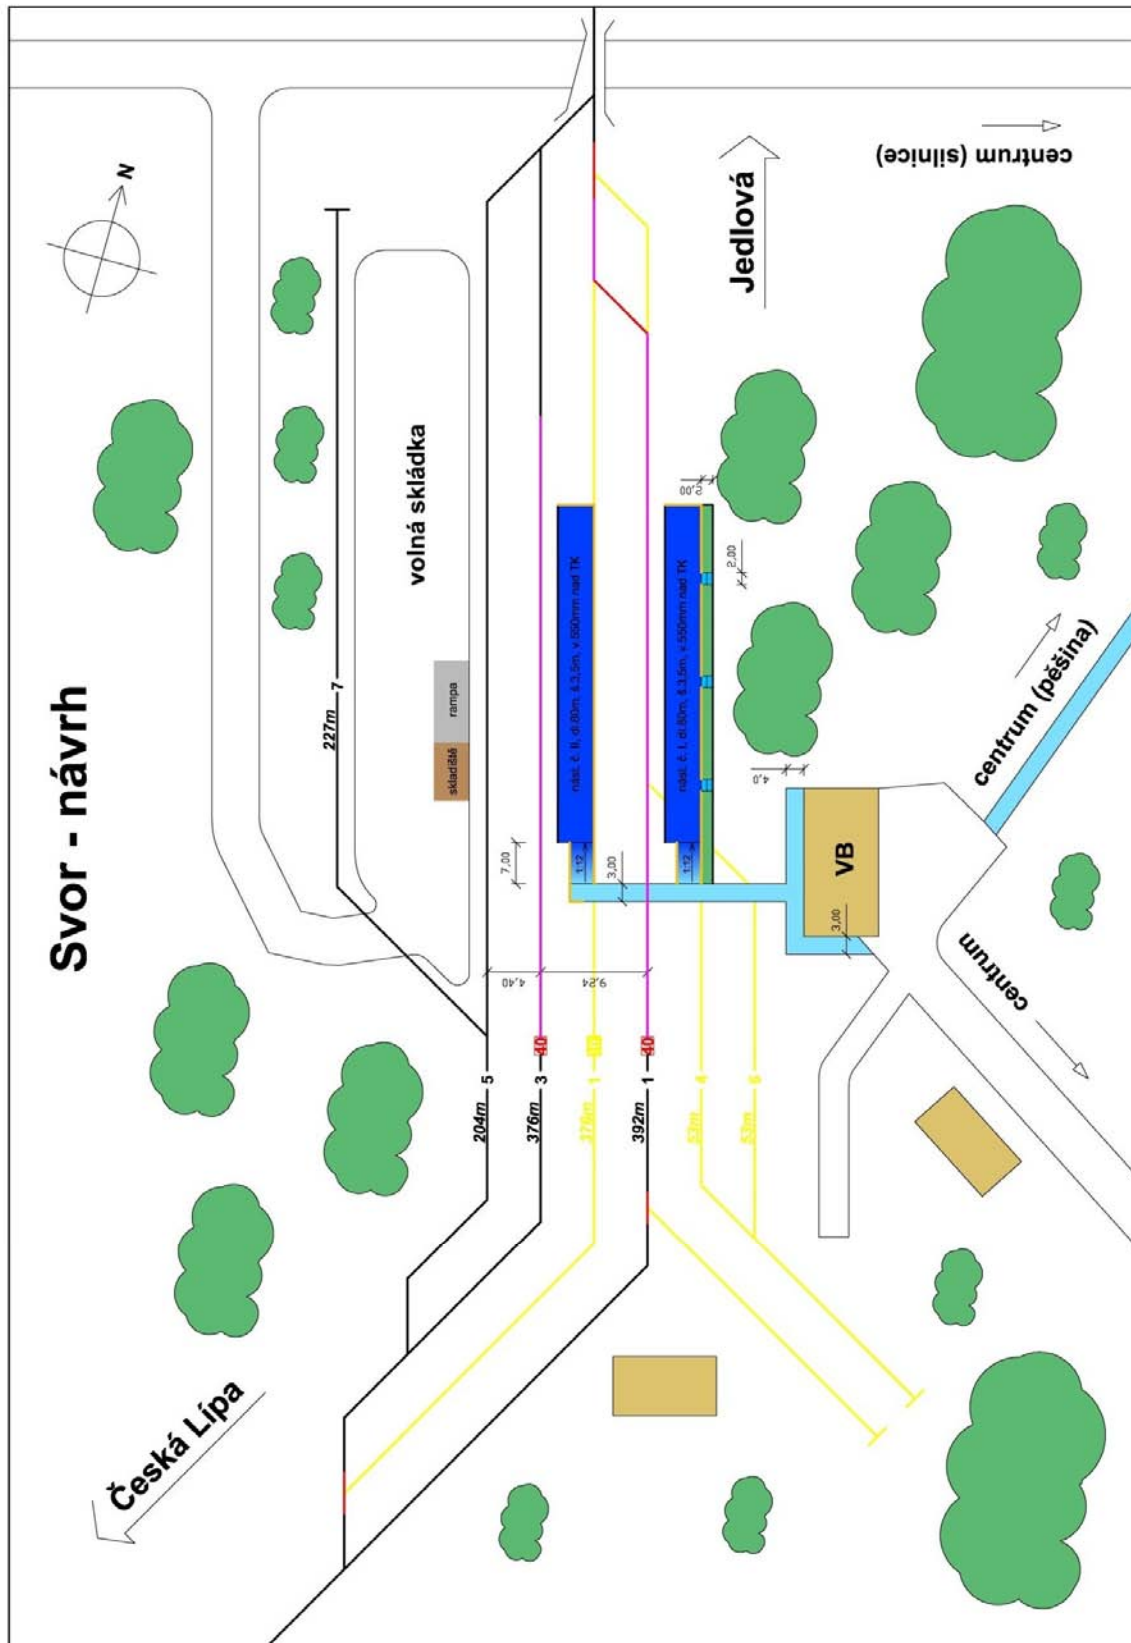 Svor - návrh
N
centrum (silnice)
Jedlová
volná skládka
227m 7
rampa
skladiště
nást. č. II, dl.80m, š.3,5m, v.550mm nad TK
nást. č. I, dl.80m, š.3,5m, v.550mm nad TK
2,00
2,00
1:12
1:12
7,00
3,00
4,0
VB
3,00
centrum (pěšina)
centrum
4,40
9,24
204m 5
376m 3 40
376m 1 40
392m 1 40
53m 4
53m 6
Česká Lípa